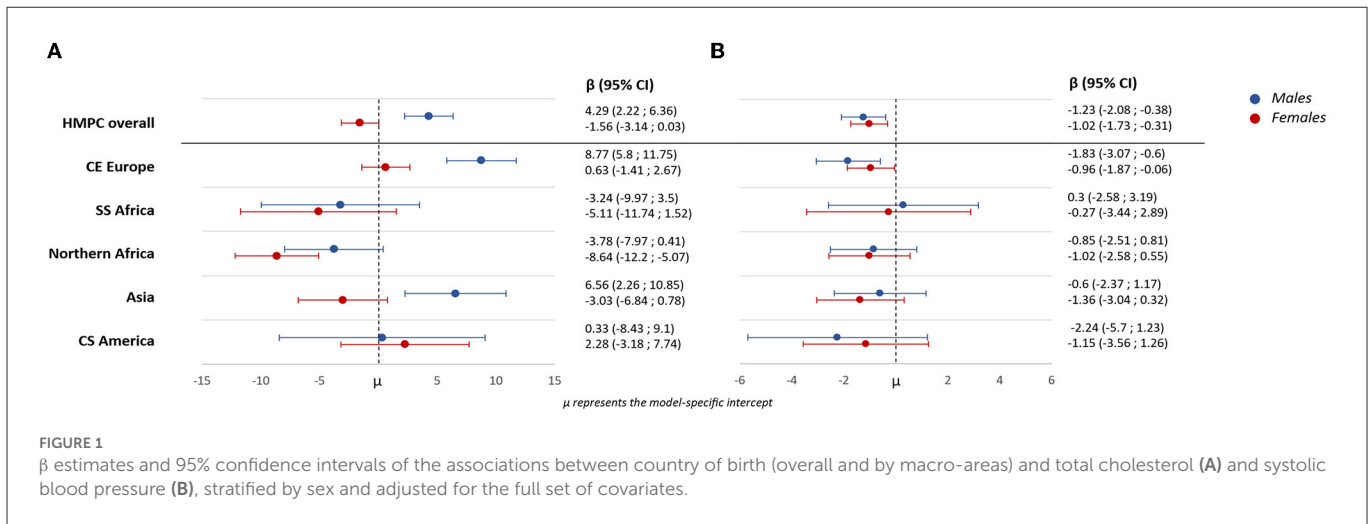 A
B
β (95% CI)
β (95% CI)
Males
Females
HMPC overall
4.29 (2.22 ; 6.36)
-1.56 (-3.14 ; 0.03)
-1.23 (-2.08 ; -0.38)
-1.02 (-1.73 ; -0.31)
CE Europe
8.77 (5.8 ; 11.75)
0.63 (-1.41 ; 2.67)
-1.83 (-3.07 ; -0.6)
-0.96 (-1.87 ; -0.06)
SS Africa
-3.24 (-9.97 ; 3.5)
-5.11 (-11.74 ; 1.52)
0.3 (-2.58 ; 3.19)
-0.27 (-3.44 ; 2.89)
Northern Africa
-3.78 (-7.97 ; 0.41)
-8.64 (-12.2 ; -5.07)
-0.85 (-2.51 ; 0.81)
-1.02 (-2.58 ; 0.55)
Asia
6.56 (2.26 ; 10.85)
-3.03 (-6.84 ; 0.78)
-0.6 (-2.37 ; 1.17)
-1.36 (-3.04 ; 0.32)
CS America
0.33 (-8.43 ; 9.1)
2.28 (-3.18 ; 7.74)
-2.24 (-5.7 ; 1.23)
-1.15 (-3.56 ; 1.26)
-15 -10 -5 μ 5 10 15
-6 -4 -2 μ 2 4 6
μ represents the model-specific intercept
FIGURE 1
β estimates and 95% confidence intervals of the associations between country of birth (overall and by macro-areas) and total cholesterol (A) and systolic
blood pressure (B), stratified by sex and adjusted for the full set of covariates.